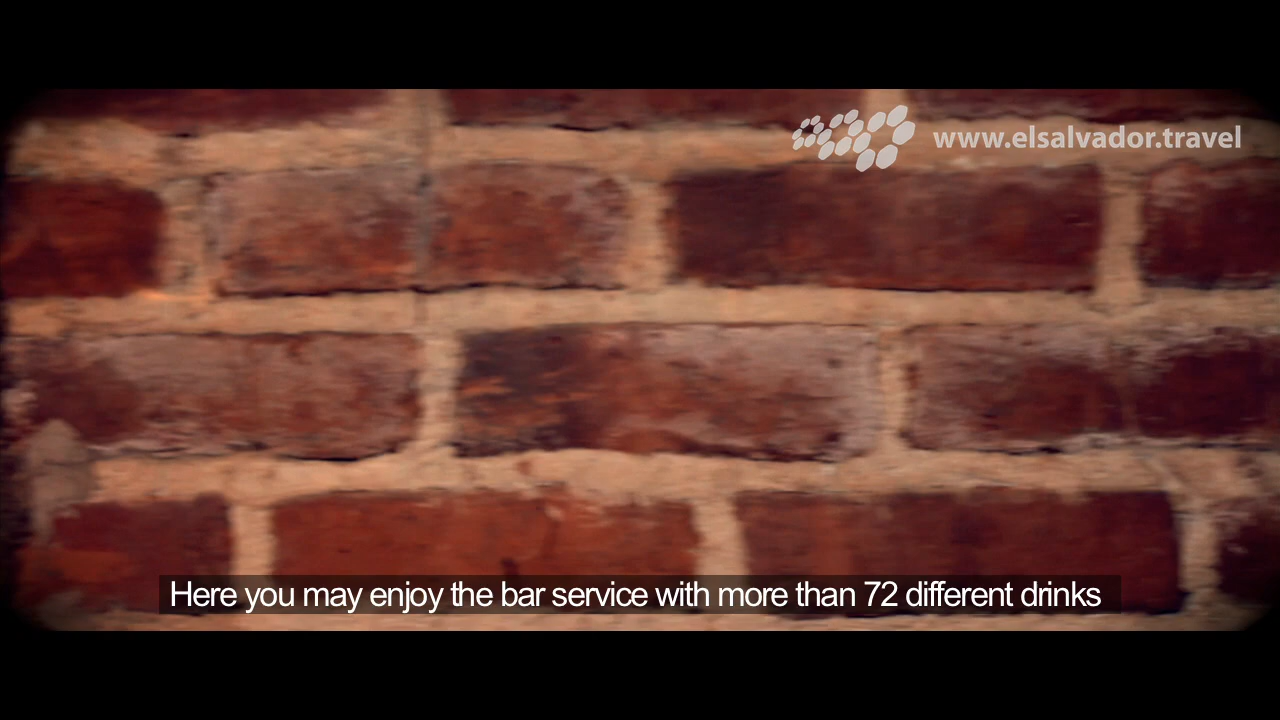 www.elsalvador.travel
Here you may enjoy the bar service with more than 72 different drinks